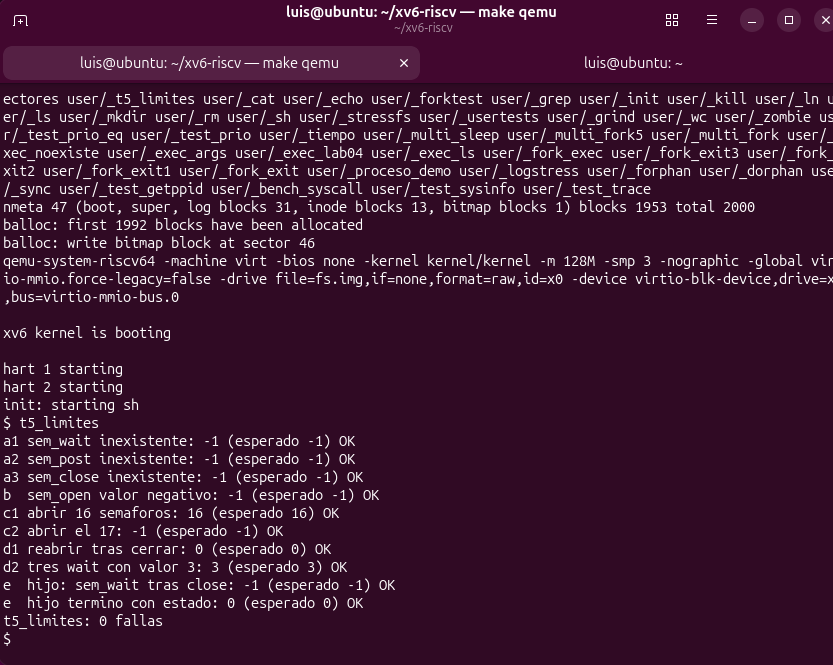 luis@ubuntu: ~/xv6-riscv — make qemu
~/xv6-riscv
luis@ubuntu: ~/xv6-riscv — make qemu
luis@ubuntu: ~
ectores user/_t5_limites user/_cat user/_echo user/_forktest user/_grep user/_init user/_kill user/_ln u
er/_ls user/_mkdir user/_rm user/_sh user/_stressfs user/_usertests user/_grind user/_wc user/_zombie us
r/_test_prio_eq user/_test_prio user/_tiempo user/_multi_sleep user/_multi_fork5 user/_multi_fork user/_
xec_noexiste user/_exec_args user/_exec_lab04 user/_exec_ls user/_fork_exec user/_fork_exit3 user/_fork_
xit2 user/_fork_exit1 user/_fork_exit user/_proceso_demo user/_logstress user/_forphan user/_dorphan use
/_sync user/_test_getppid user/_bench_syscall user/_test_sysinfo user/_test_trace
nmeta 47 (boot, super, log blocks 31, inode blocks 13, bitmap blocks 1) blocks 1953 total 2000
balloc: first 1992 blocks have been allocated
balloc: write bitmap block at sector 46
qemu-system-riscv64 -machine virt -bios none -kernel kernel/kernel -m 128M -smp 3 -nographic -global vir
io-mmio.force-legacy=false -drive file=fs.img,if=none,format=raw,id=x0 -device virtio-blk-device,drive=x
,bus=virtio-mmio-bus.0
xv6 kernel is booting
hart 1 starting
hart 2 starting
init: starting sh
$ t5_limites
a1 sem_wait inexistente: -1 (esperado -1) OK
a2 sem_post inexistente: -1 (esperado -1) OK
a3 sem_close inexistente: -1 (esperado -1) OK
b  sem_open valor negativo: -1 (esperado -1) OK
c1 abrir 16 semaforos: 16 (esperado 16) OK
c2 abrir el 17: -1 (esperado -1) OK
d1 reabrir tras cerrar: 0 (esperado 0) OK
d2 tres wait con valor 3: 3 (esperado 3) OK
e  hijo: sem_wait tras close: -1 (esperado -1) OK
e  hijo termino con estado: 0 (esperado 0) OK
t5_limites: 0 fallas
$